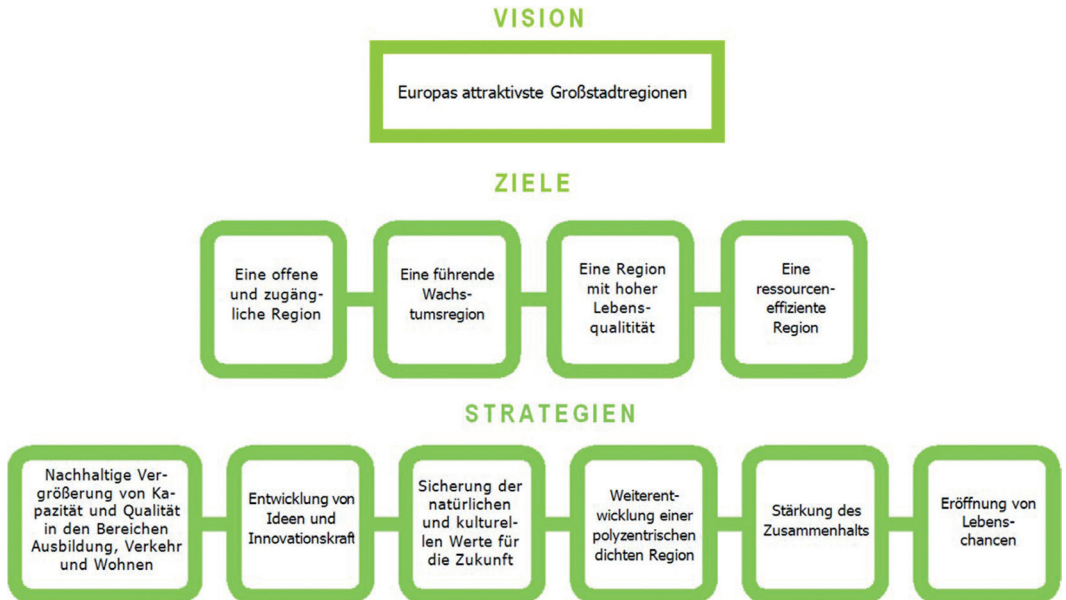 VISION
Europas attraktivste Großstadtregionen
ZIELE
Eine offene
und zugäng-
liche Region
Eine führende
Wachs-
tumsregion
Eine Region
mit hoher
Lebens-
qualitität
Eine
ressourcen-
effiziente
Region
STRATEGIEN
Nachhaltige Ver-
größerung von Ka-
pazität und Qualität
in den Bereichen
Ausbildung, Verkehr
und Wohnen
Entwicklung von
Ideen und
Innovationskraft
Sicherung der
natürlichen
und kulturel-
len Werte für
die Zukunft
Weiterent-
wicklung einer
polyzentrischen
dichten Region
Stärkung des
Zusammenhalts
Eröffnung von
Lebens-
chancen